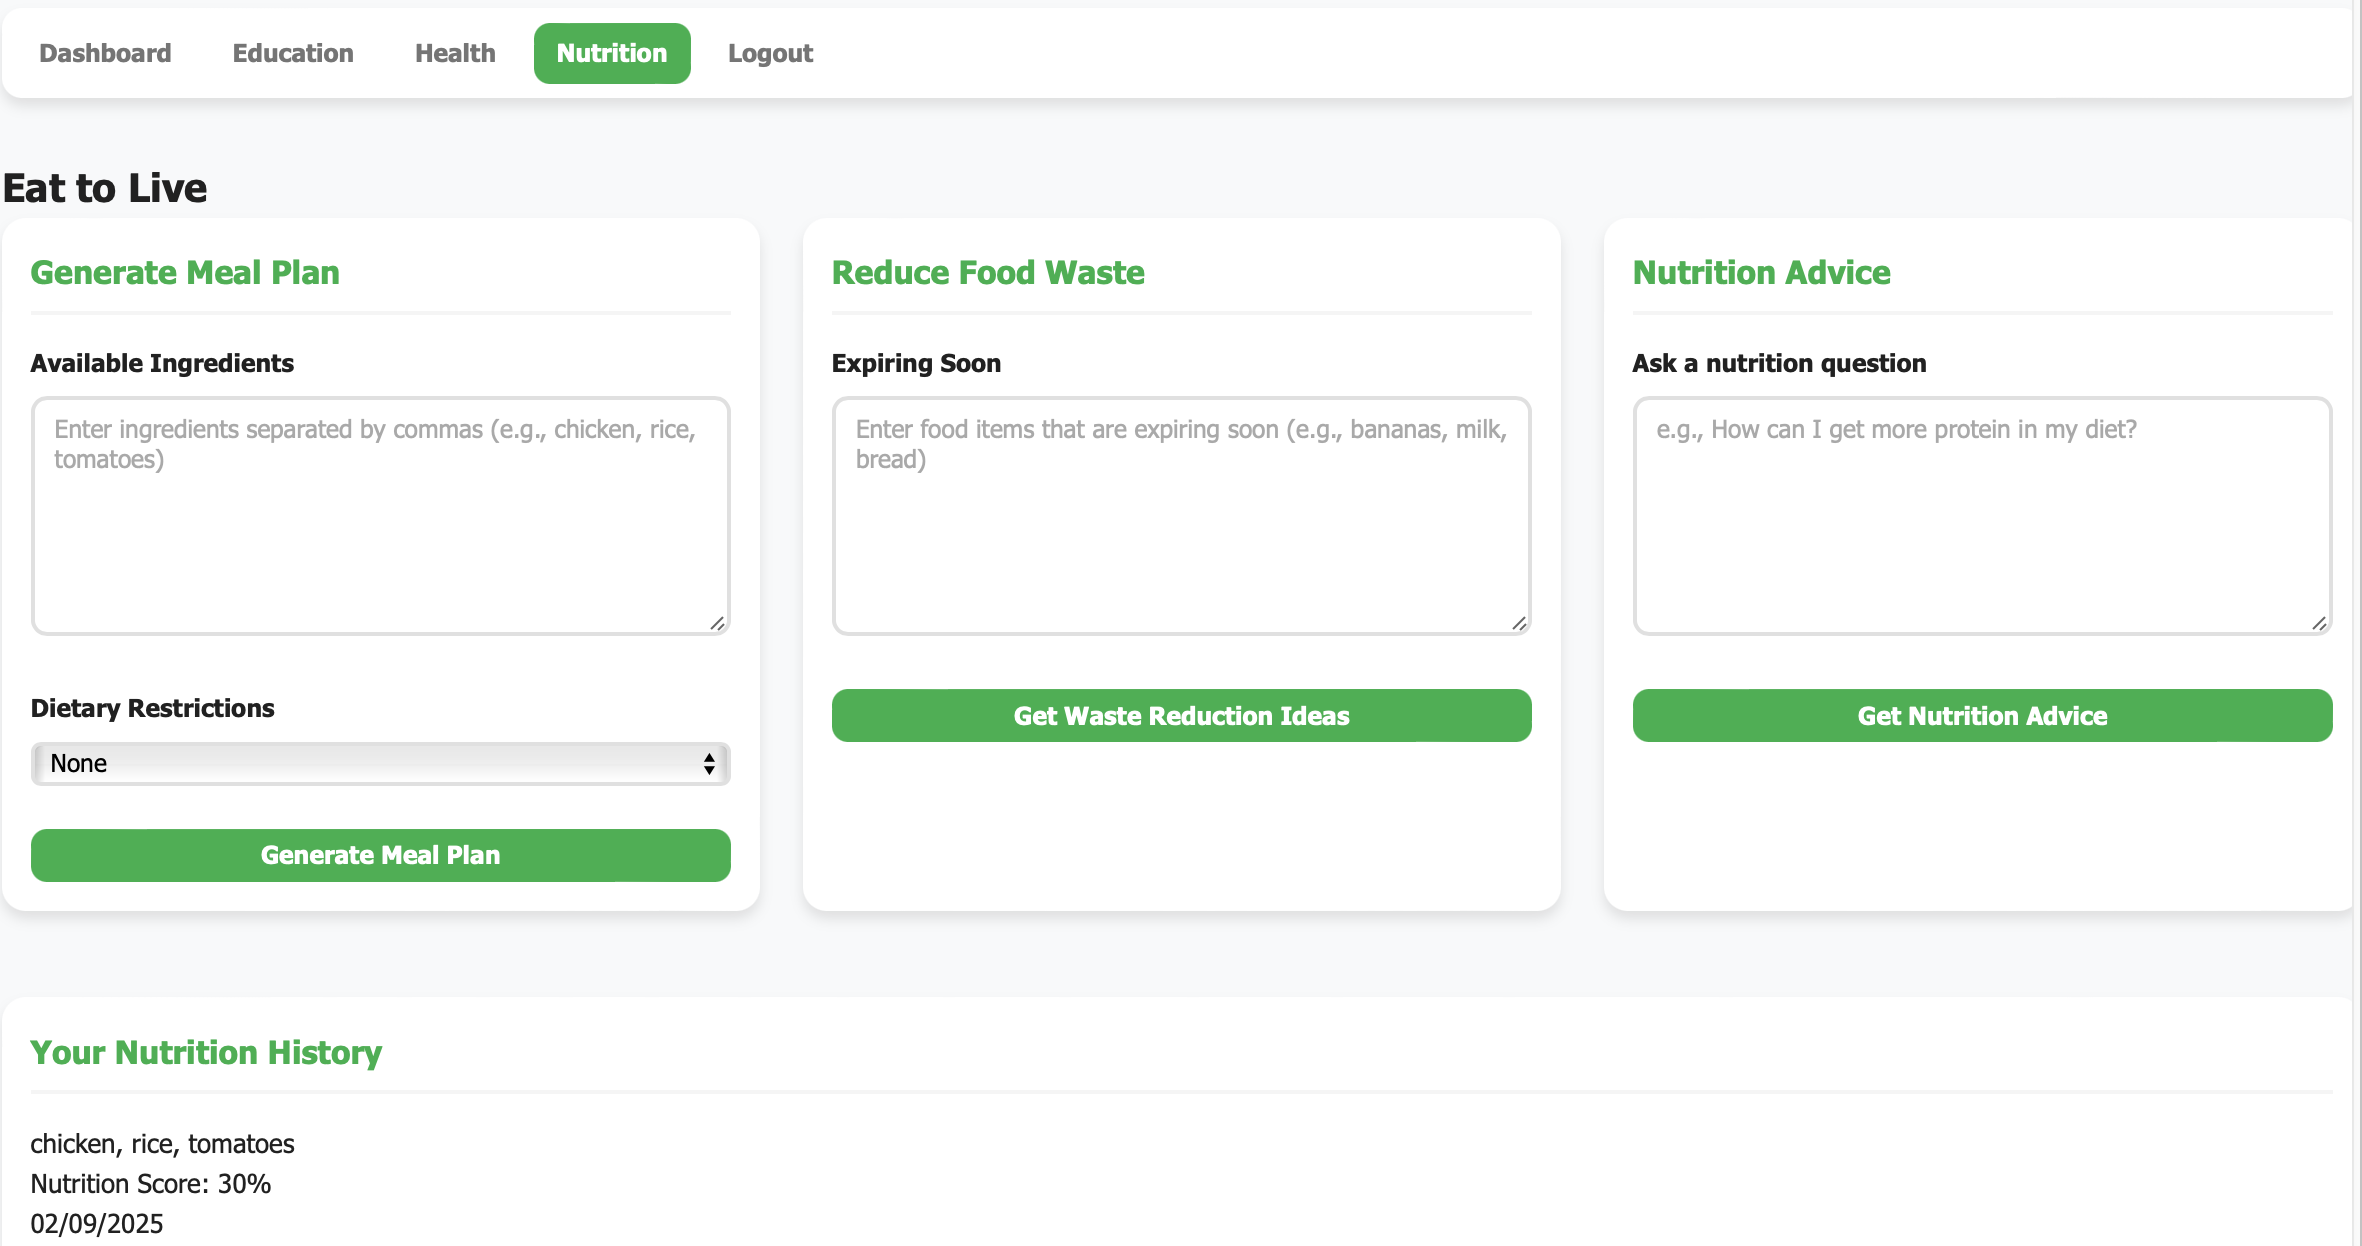 Dashboard Education Health Nutrition Logout
Eat to Live
Generate Meal Plan
Available Ingredients
Enter ingredients separated by commas (e.g., chicken, rice,
tomatoes)
Dietary Restrictions
None
Generate Meal Plan
Reduce Food Waste
Expiring Soon
Enter food items that are expiring soon (e.g., bananas, milk,
bread)
Get Waste Reduction Ideas
Nutrition Advice
Ask a nutrition question
e.g., How can I get more protein in my diet?
Get Nutrition Advice
Your Nutrition History
chicken, rice, tomatoes
Nutrition Score: 30%
02/09/2025